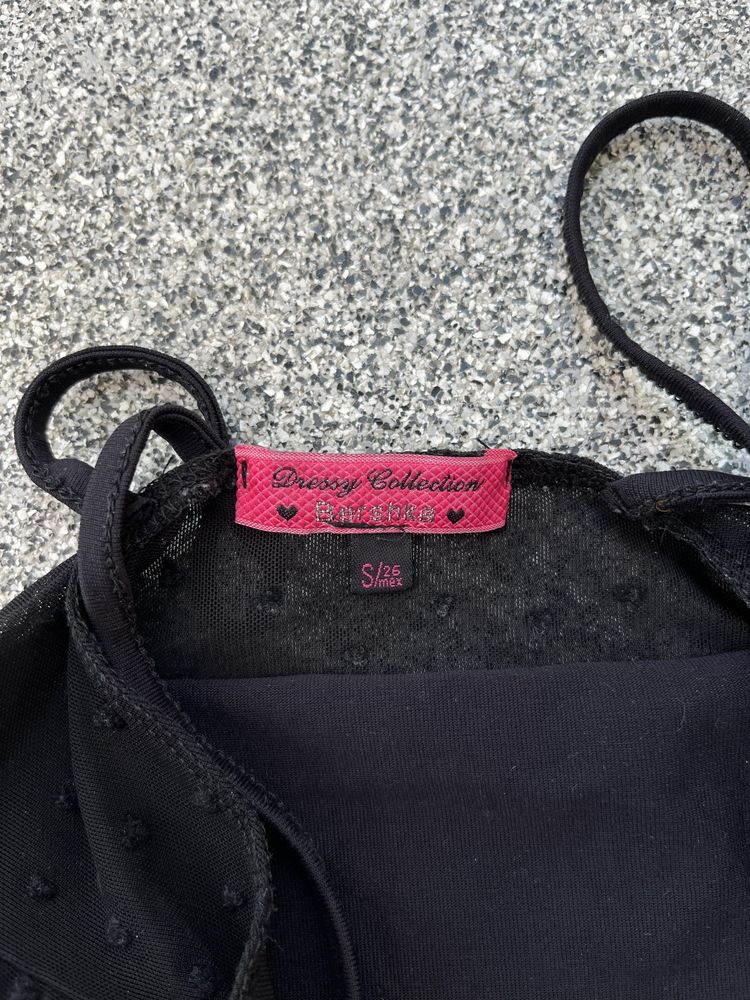 Dressy Collection
Bershka
S/26
mex